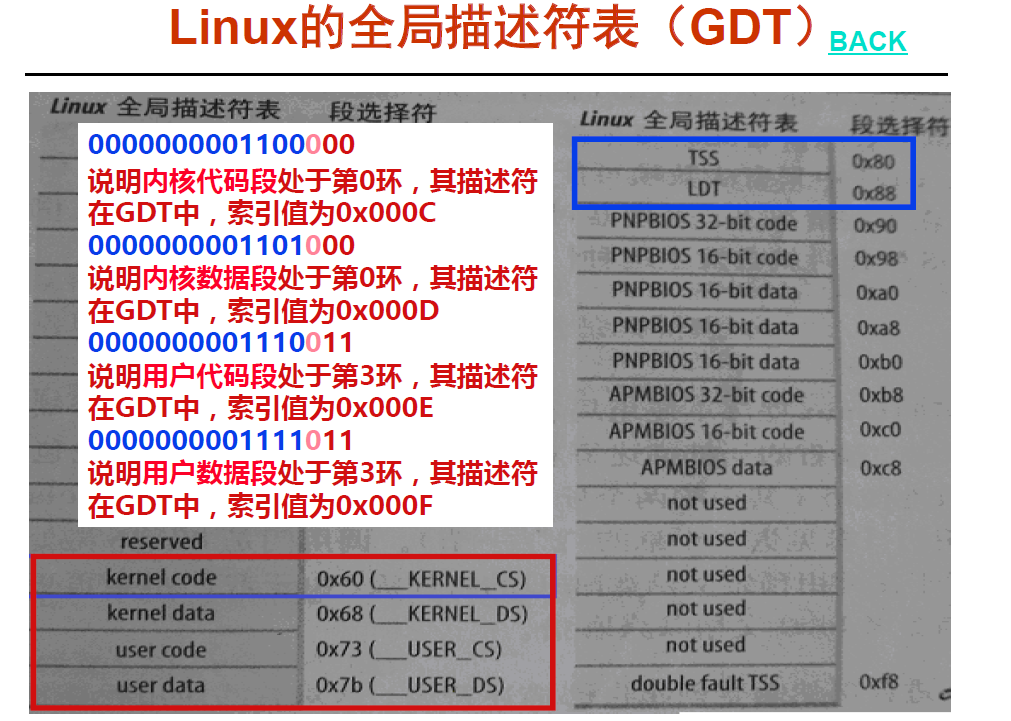 Linux的全局描述符表（GDT）
BACK
Linux 全局描述符表 段选择符
0000000001100000
说明内核代码段处于第0环，其描述符
在GDT中，索引值为0x000C
0000000001101000
说明内核数据段处于第0环，其描述符
在GDT中，索引值为0x000D
0000000001110011
说明用户代码段处于第3环，其描述符
在GDT中，索引值为0x000E
0000000001111011
说明用户数据段处于第3环，其描述符
在GDT中，索引值为0x000F
reserved
kernel code 0x60 (__KERNEL_CS)
kernel data 0x68 (__KERNEL_DS)
user code 0x73 (__USER_CS)
user data 0x7b (__USER_DS)
Linux 全局描述符表 段选择符
TSS 0x80
LDT 0x88
PNPBIOS 32-bit code 0x90
PNPBIOS 16-bit code 0x98
PNPBIOS 16-bit data 0xa0
PNPBIOS 16-bit data 0xa8
PNPBIOS 16-bit data 0xb0
APMBIOS 32-bit code 0xb8
APMBIOS 16-bit code 0xc0
APMBIOS data 0xc8
not used
not used
not used
not used
not used
double fault TSS 0xf8